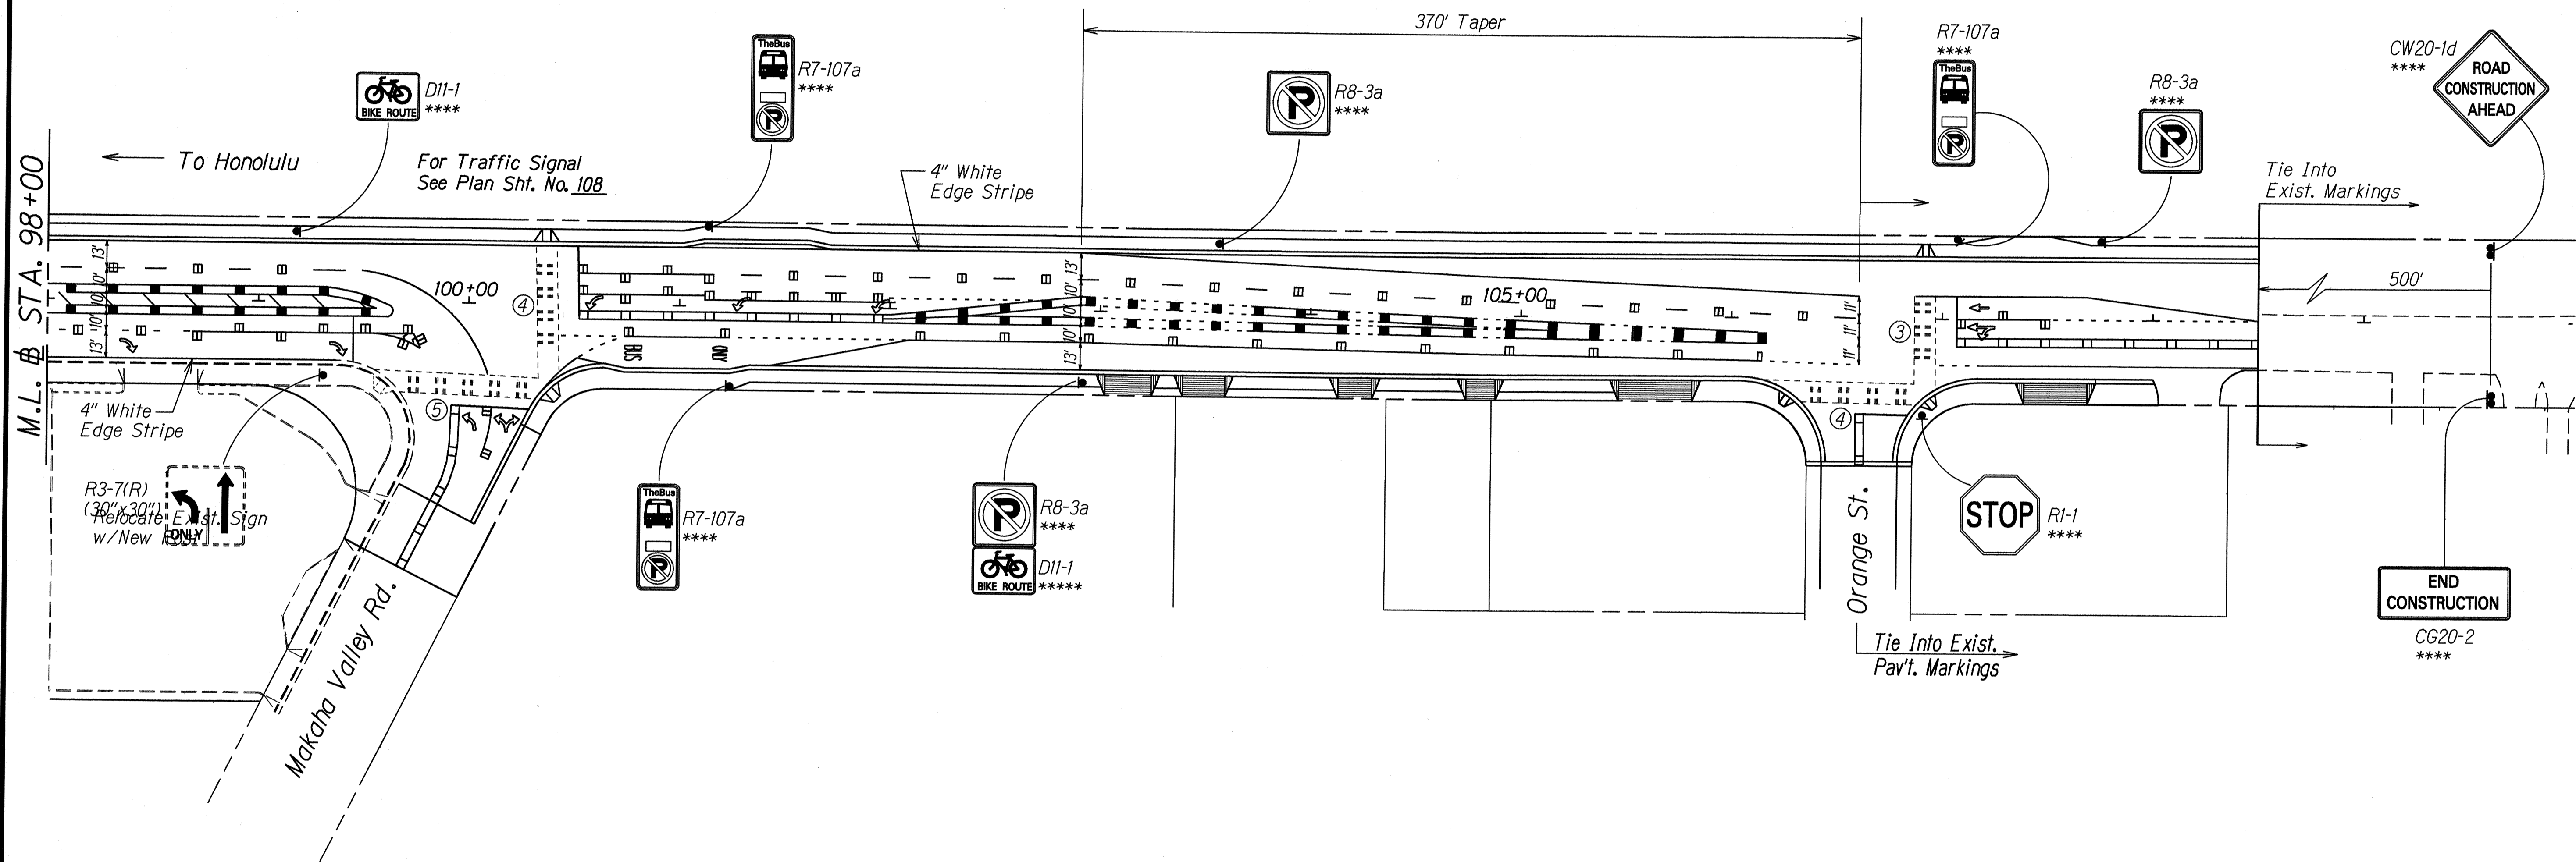 370' Taper
TheBus
R7-107a
****
BIKE ROUTE
D11-1
****
R8-3a
****
R7-107a
****
TheBus
R8-3a
****
CW20-1d
****
ROAD
CONSTRUCTION
AHEAD
To Honolulu
For Traffic Signal
See Plan Sht. No. 108
4" White
Edge Stripe
Tie Into
Exist. Markings
500'
M.L. B STA. 98+00
13'
10'
10'
10'
13'
100+00
4
13'
10'
10'
10'
13'
105+00
11'
11'
11'
3
BUS
ONLY
4" White
Edge Stripe
5
4
R3-7(R)
(30"x30")
Relocate Exist. Sign
w/New Post
ONLY
TheBus
R7-107a
****
R8-3a
****
BIKE ROUTE
D11-1
*****
STOP
R1-1
****
END
CONSTRUCTION
CG20-2
****
Makaha Valley Rd.
Orange St.
Tie Into Exist.
Pav't. Markings